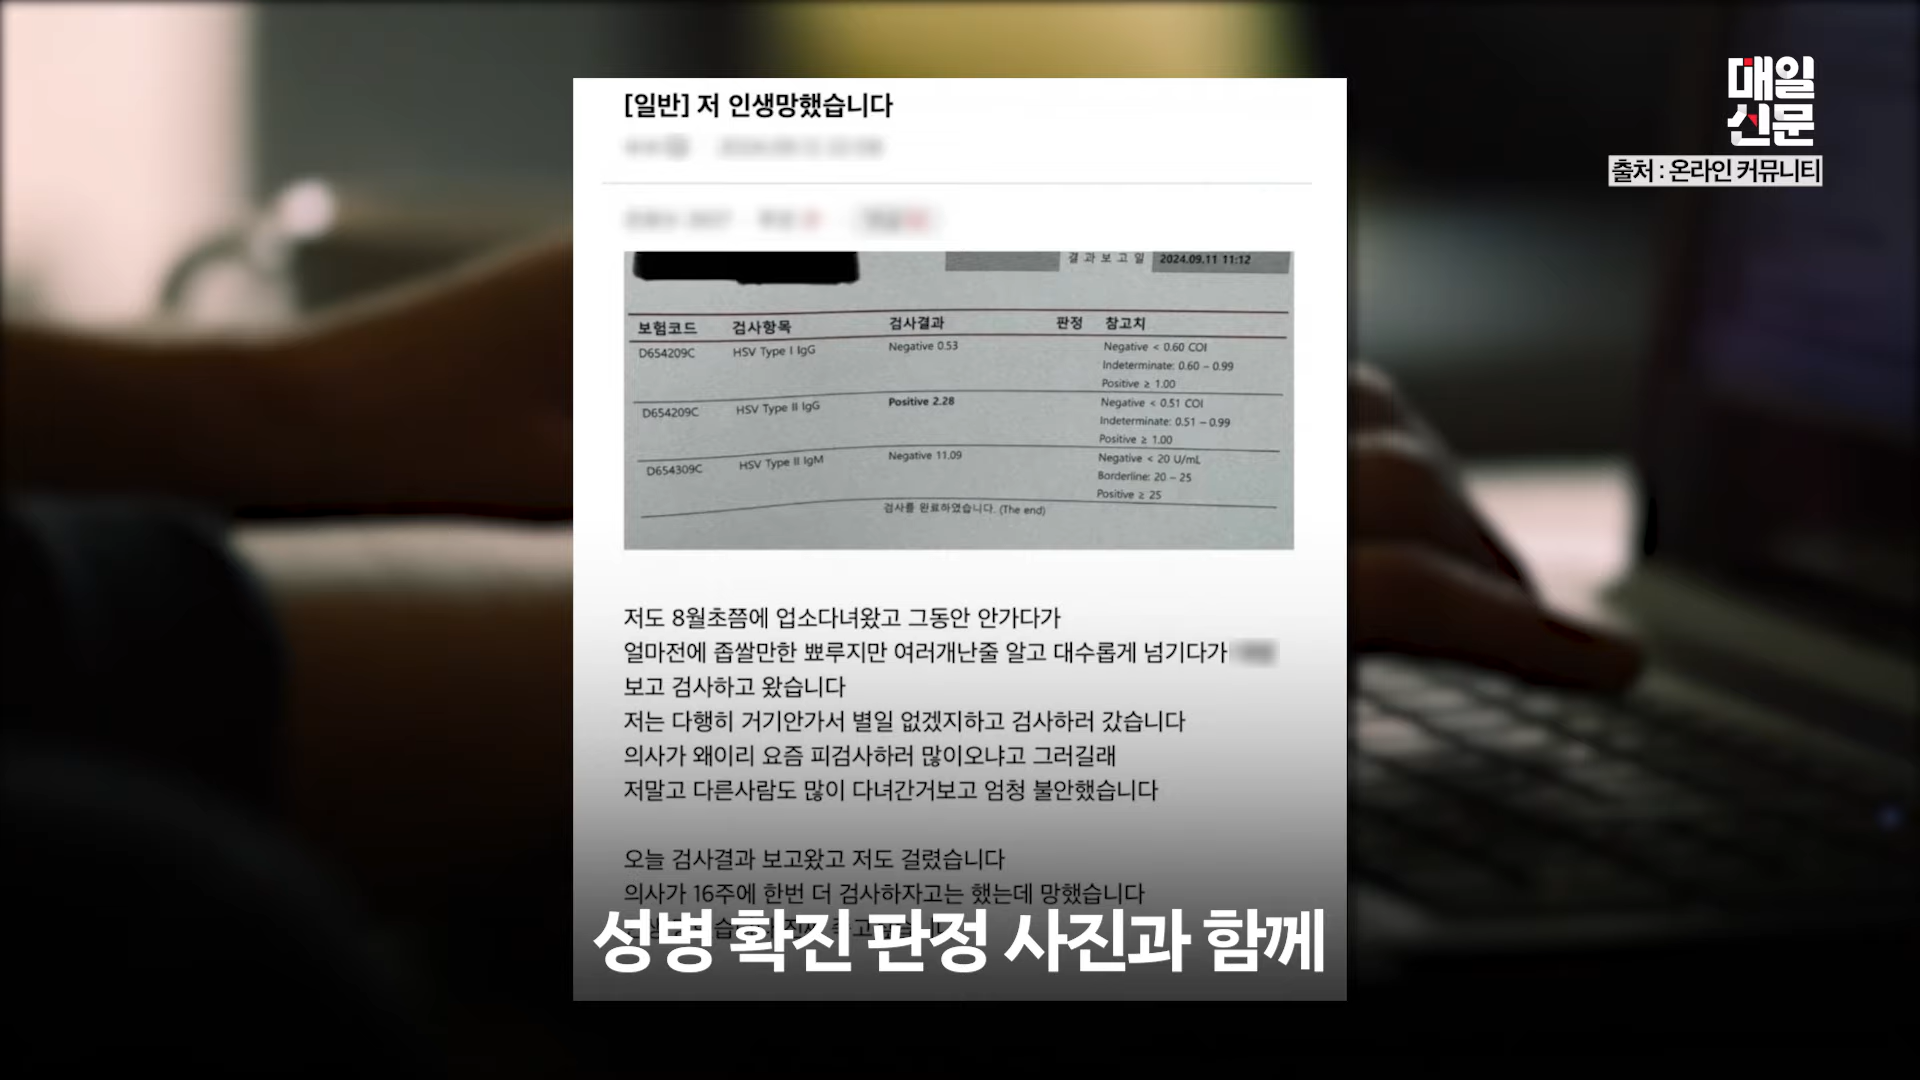 [일반] 저 인생망했습니다
매일
신문
출처 : 온라인 커뮤니티
결과보고일 2024.09.11 11:12
보험코드 검사항목 검사결과 판정 참고치
D654209C HSV Type I IgG Negative 0.53 Negative < 0.60 COI
Indeterminate: 0.60 – 0.99
Positive ≥ 1.00
D654209C HSV Type II IgG Positive 2.28 Negative < 0.51 COI
Indeterminate: 0.51 – 0.99
Positive ≥ 1.00
D654309C HSV Type II IgM Negative 11.09 Negative < 20 U/mL
Borderline: 20 – 25
Positive ≥ 25
검사를 완료하였습니다. (The end)
저도 8월초쯤에 업소다녀왔고 그동안 안가다가
얼마전에 좁쌀만한 뾰루지만 여러개난줄 알고 대수롭게 넘기다가
보고 검사하고 왔습니다
저는 다행히 거기안가서 별일 없겠지하고 검사하러 갔습니다
의사가 왜이리 요즘 피검사하러 많이오냐고 그러길래
저말고 다른사람도 많이 다녀간거보고 엄청 불안했습니다
오늘 검사결과 보고왔고 저도 걸렸습니다
의사가 16주에 한번 더 검사하자고는 했는데 망했습니다
성병 확진 판정 사진과 함께